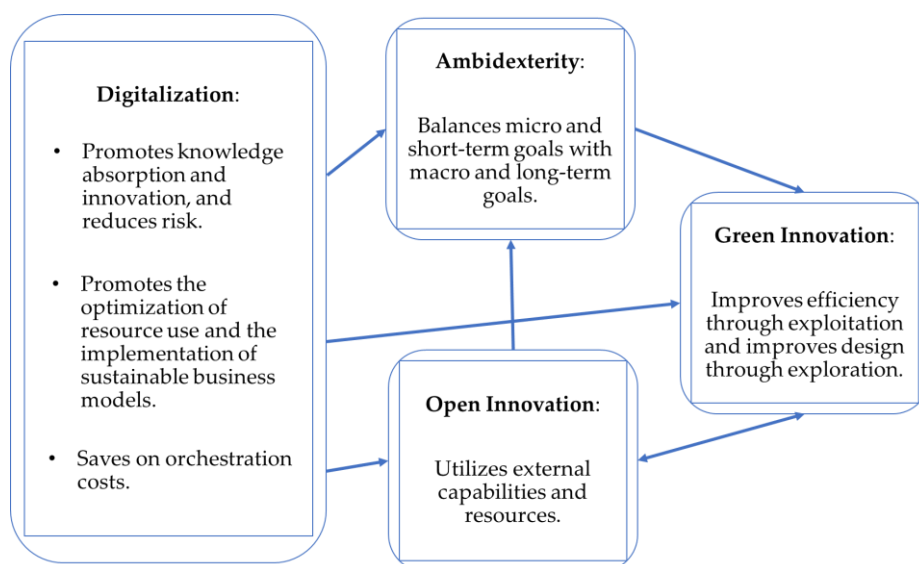 Digitalization:
• Promotes knowledge
absorption and
innovation, and
reduces risk.
• Promotes the
optimization of
resource use and the
implementation of
sustainable business
models.
• Saves on orchestration
costs.
Ambidexterity:
Balances micro and
short-term goals with
macro and long-term
goals.
Open Innovation:
Utilizes external
capabilities and
resources.
Green Innovation:
Improves efficiency
through exploitation
and improves design
through exploration.